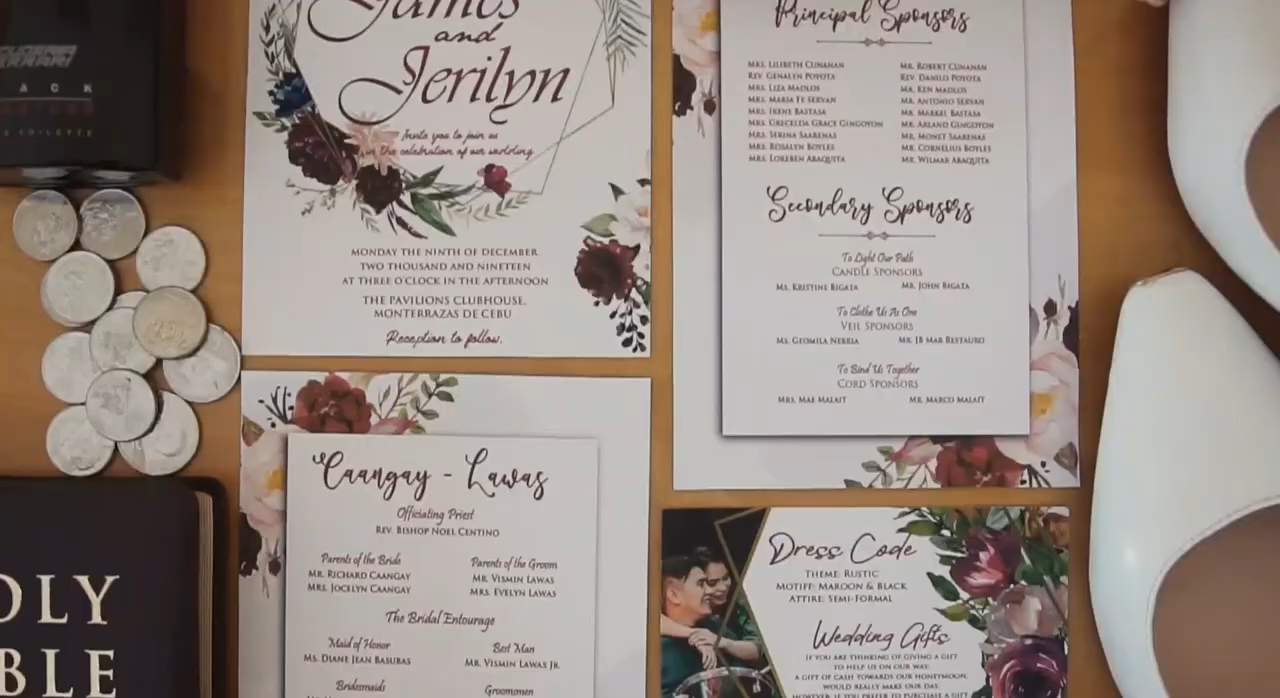 ACK
James
and
Jerilyn
Invite you to join us
in the celebration of our wedding
MONDAY THE NINTH OF DECEMBER
TWO THOUSAND AND NINETEEN
AT THREE O'CLOCK IN THE AFTERNOON
THE PAVILIONS CLUBHOUSE.
MONTERRAZAS DE CEBU
Reception to follow.
Principal Sponsors
MRS. LILIBETH CUNANAN MR. ROBERT CUNANAN
REV. GENALYN POYOTA REV. DANILO POYOTA
MRS. LIZA MADLOS MR. KEN MADLOS
MRS. MARIA FE SERVAN MR. ANTONIO SERVAN
MRS. IRENE BASTASA MR. MARKEL BASTASA
MRS. GRECELDA GRACE GINGOYON MR. ARLAND GINGOYON
MRS. SERINA SAARENAS MR. MONET SAARENAS
MRS. ROSALYN BOYLES MR. CORNELIUS BOYLES
MRS. LOREBEN ABAQUITA MR. WILMAR ABAQUITA
Secondary Sponsors
To Light Our Path
CANDLE SPONSORS
MS. KRISTINE BIGATA MR. JOHN BIGATA
To Clothe Us As One
VEIL SPONSORS
MS. GEOMILA NEBRIA MR. JB MAR RESTAURO
To Bind Us Together
CORD SPONSORS
MRS. MAE MALAIT MR. MARCO MALAIT
Caangay - Lawas
Officiating Priest
REV. BISHOP NOEL CENTINO
Parents of the Bride Parents of the Groom
MR. RICHARD CAANGAY MR. VISMIN LAWAS
MRS. JOCELYN CAANGAY MRS. EVELYN LAWAS
The Bridal Entourage
Maid of Honor Best Man
MS. DIANE JEAN BASUBAS MR. VISMIN LAWAS JR.
Bridesmaids Groomsmen
Dress Code
THEME: RUSTIC
MOTIFF: MAROON & BLACK
ATTIRE: SEMI-FORMAL
Wedding Gifts
IF YOU ARE THINKING OF GIVING A GIFT
TO HELP US ON OUR WAY.
A GIFT OF CASH TOWARDS OUR HONEYMOON,
WOULD REALLY MAKE OUR DAY.
HOWEVER, IF YOU PREFER TO PURCHASE A GIFT
OLY
BLE